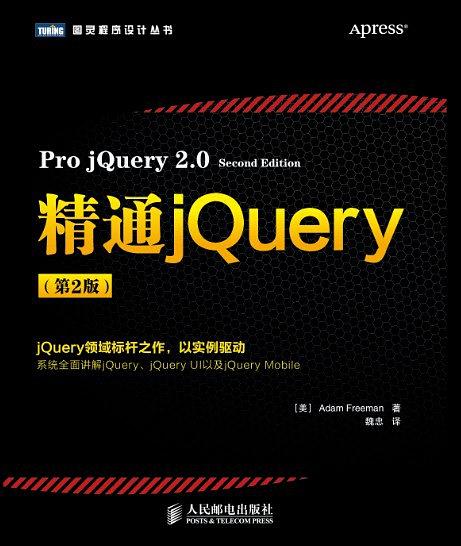 TURING 图灵程序设计丛书
Apress®
Pro jQuery 2.0 Second Edition
精通jQuery
（第2版）
jQuery领域标杆之作，以实例驱动
系统全面讲解jQuery、jQuery UI以及jQuery Mobile
［美］ Adam Freeman 著
魏忠 译
人民邮电出版社
POSTS & TELECOM PRESS